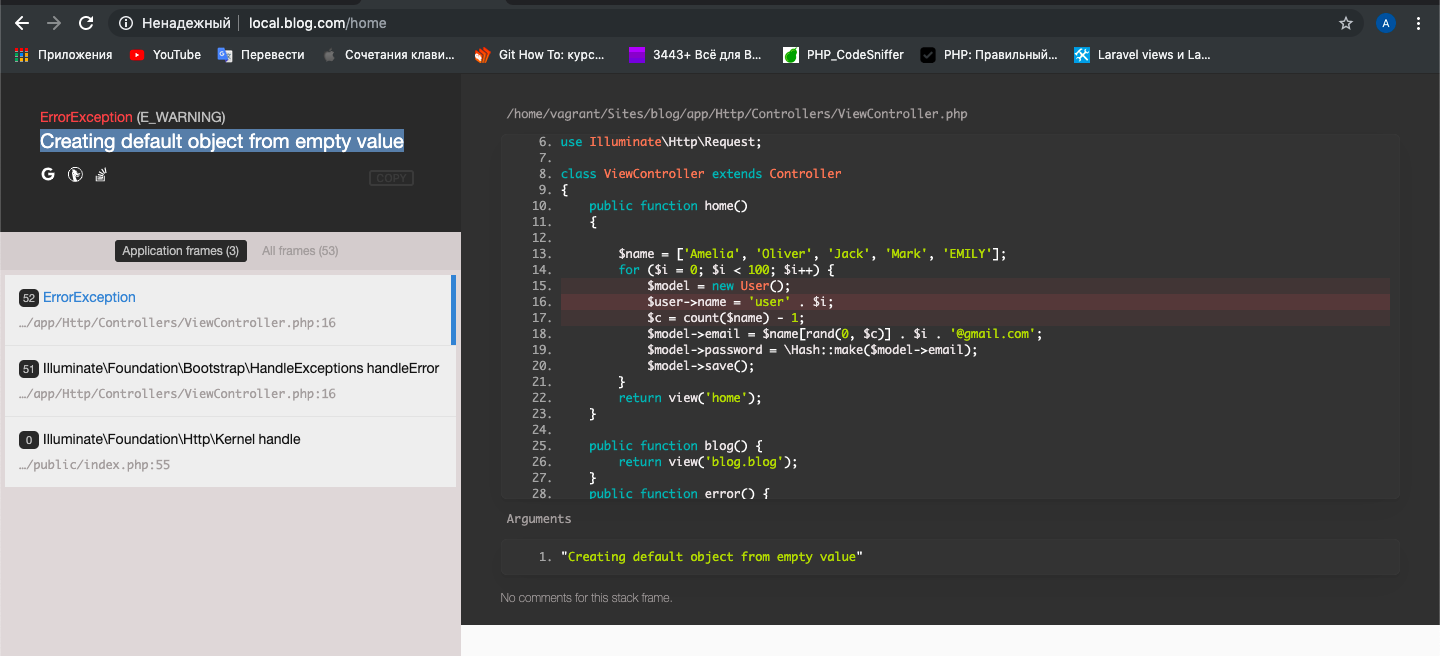 Ненадежный local.blog.com/home A
Приложения YouTube Перевести Сочетания клави... Git How To: курс... 3443+ Всё для В... PHP_CodeSniffer PHP: Правильный... Laravel views и La...
ErrorException (E_WARNING)
Creating default object from empty value
COPY
Application frames (3) All frames (53)
52 ErrorException
…/app/Http/Controllers/ViewController.php:16
51 Illuminate\Foundation\Bootstrap\HandleExceptions handleError
…/app/Http/Controllers/ViewController.php:16
0 Illuminate\Foundation\Http\Kernel handle
…/public/index.php:55
/home/vagrant/Sites/blog/app/Http/Controllers/ViewController.php
6. use Illuminate\Http\Request;
7.
8. class ViewController extends Controller
9. {
10.     public function home()
11.     {
12.
13.         $name = ['Amelia', 'Oliver', 'Jack', 'Mark', 'EMILY'];
14.         for ($i = 0; $i < 100; $i++) {
15.             $model = new User();
16.             $user->name = 'user' . $i;
17.             $c = count($name) - 1;
18.             $model->email = $name[rand(0, $c)] . $i . '@gmail.com';
19.             $model->password = \Hash::make($model->email);
20.             $model->save();
21.         }
22.         return view('home');
23.     }
24.
25.     public function blog() {
26.         return view('blog.blog');
27.     }
28.     public function error() {
Arguments
1. "Creating default object from empty value"
No comments for this stack frame.